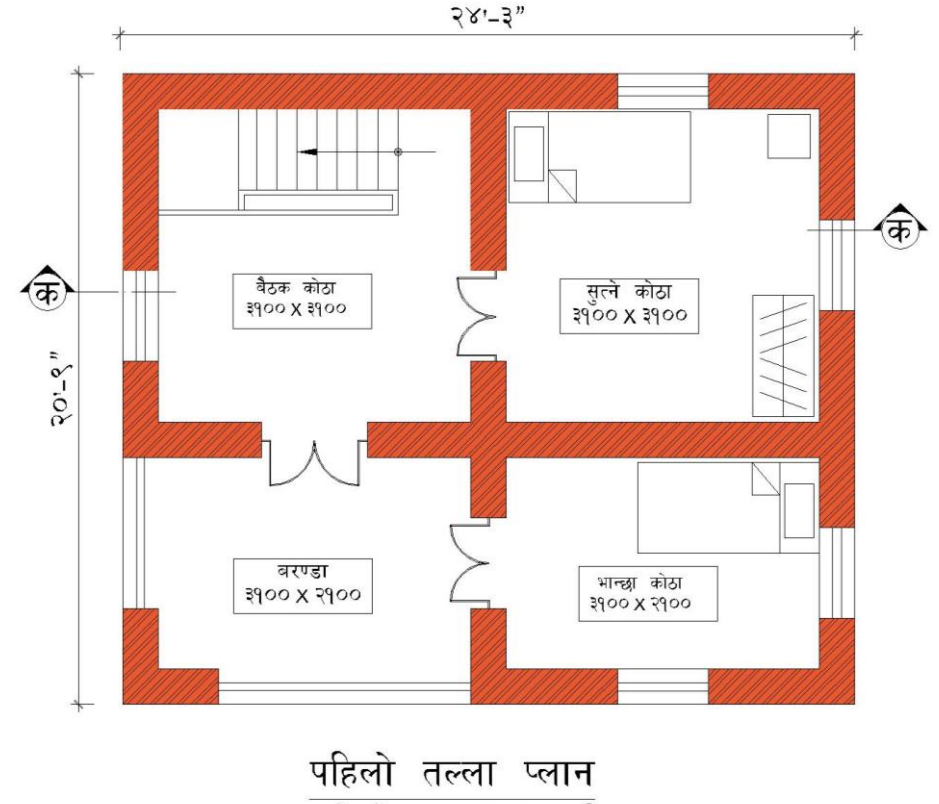 २४'-३"
क
क
बैठक कोठा
३१०० X ३१००
सुत्ने कोठा
३१०० X ३१००
२०'-९"
बरण्डा
३१०० X २१००
भान्छा कोठा
३१०० X २१००
पहिलो तल्ला प्लान